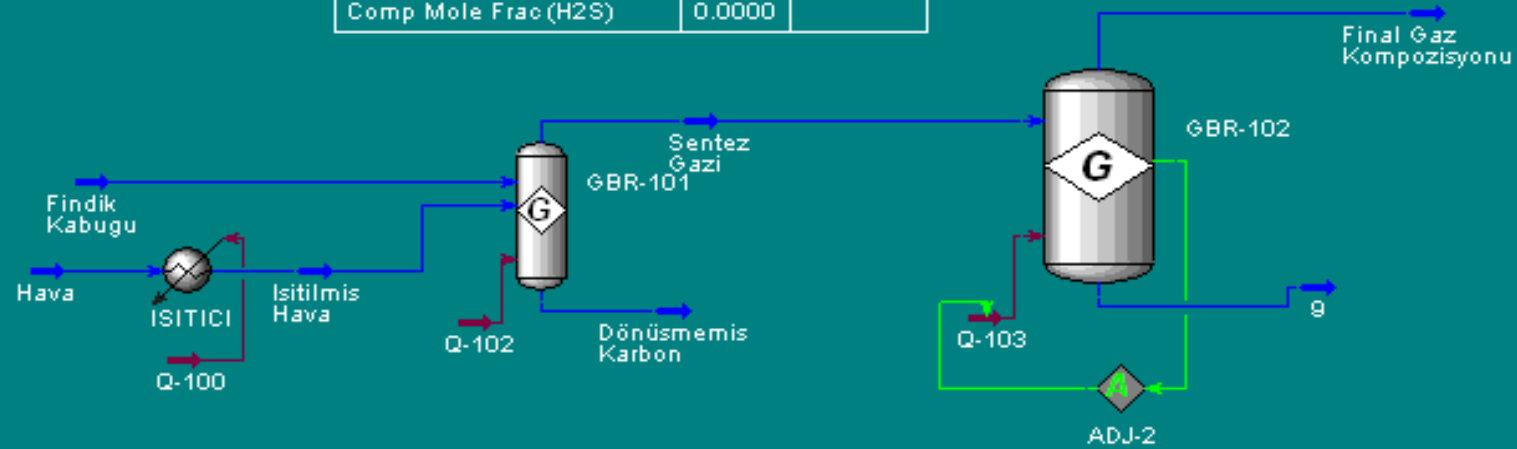 Comp Mole Frac (H2S) 0.0000
Final Gaz
Kompozisyonu
GBR-102
G
Sentez
Gazi
GBR-101
G
Findik
Kabugu
Hava
ISITICI
Isitilmis
Hava
Q-100
Q-102
Dönüsmemis
Karbon
Q-103
9
A
ADJ-2